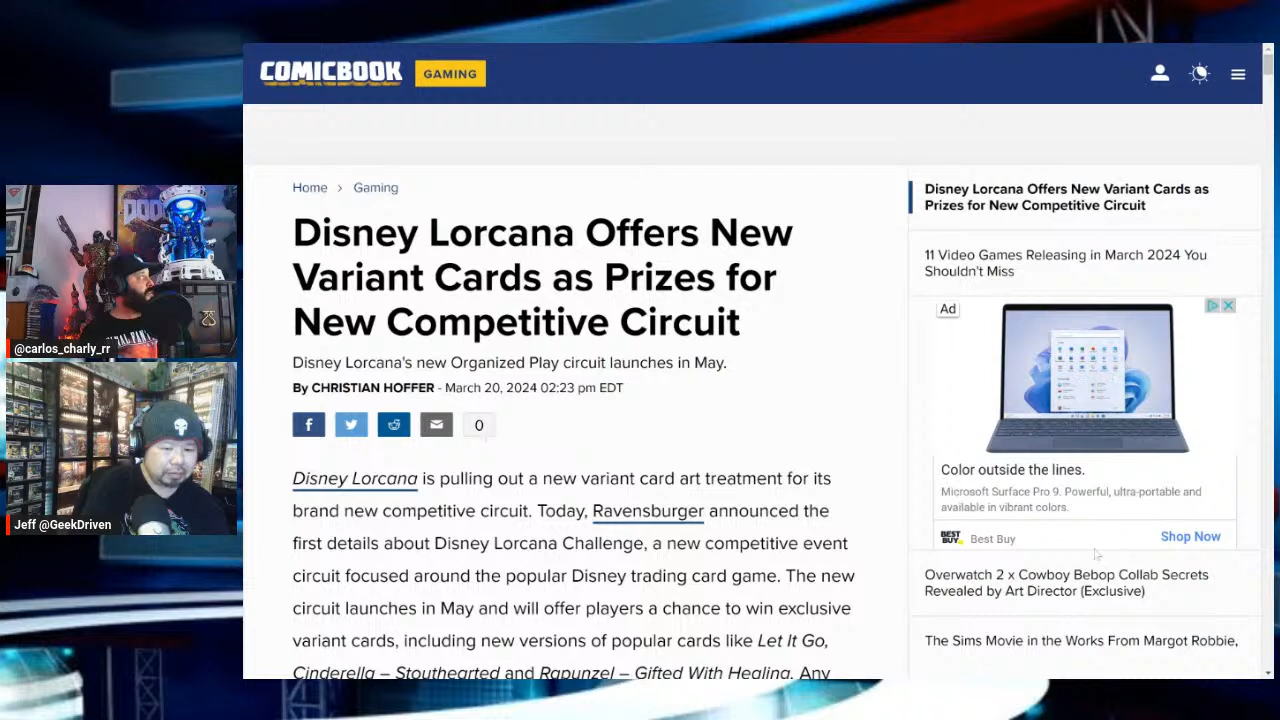 COMICBOOK
GAMING
Home > Gaming
Disney Lorcana Offers New
Variant Cards as Prizes for
New Competitive Circuit
Disney Lorcana's new Organized Play circuit launches in May.
By CHRISTIAN HOFFER - March 20, 2024 02:23 pm EDT
0
Disney Lorcana is pulling out a new variant card art treatment for its
brand new competitive circuit. Today, Ravensburger announced the
first details about Disney Lorcana Challenge, a new competitive event
circuit focused around the popular Disney trading card game. The new
circuit launches in May and will offer players a chance to win exclusive
variant cards, including new versions of popular cards like Let It Go,
Cinderella – Stouthearted and Rapunzel – Gifted With Healing. Any
Disney Lorcana Offers New Variant Cards as
Prizes for New Competitive Circuit
11 Video Games Releasing in March 2024 You
Shouldn't Miss
Ad
Color outside the lines.
Microsoft Surface Pro 9. Powerful, ultra-portable and
available in vibrant colors.
BEST BUY
Best Buy
Shop Now
Overwatch 2 x Cowboy Bebop Collab Secrets
Revealed by Art Director (Exclusive)
The Sims Movie in the Works From Margot Robbie,
DOOM
@carlos_charly_rr
Jeff @GeekDriven